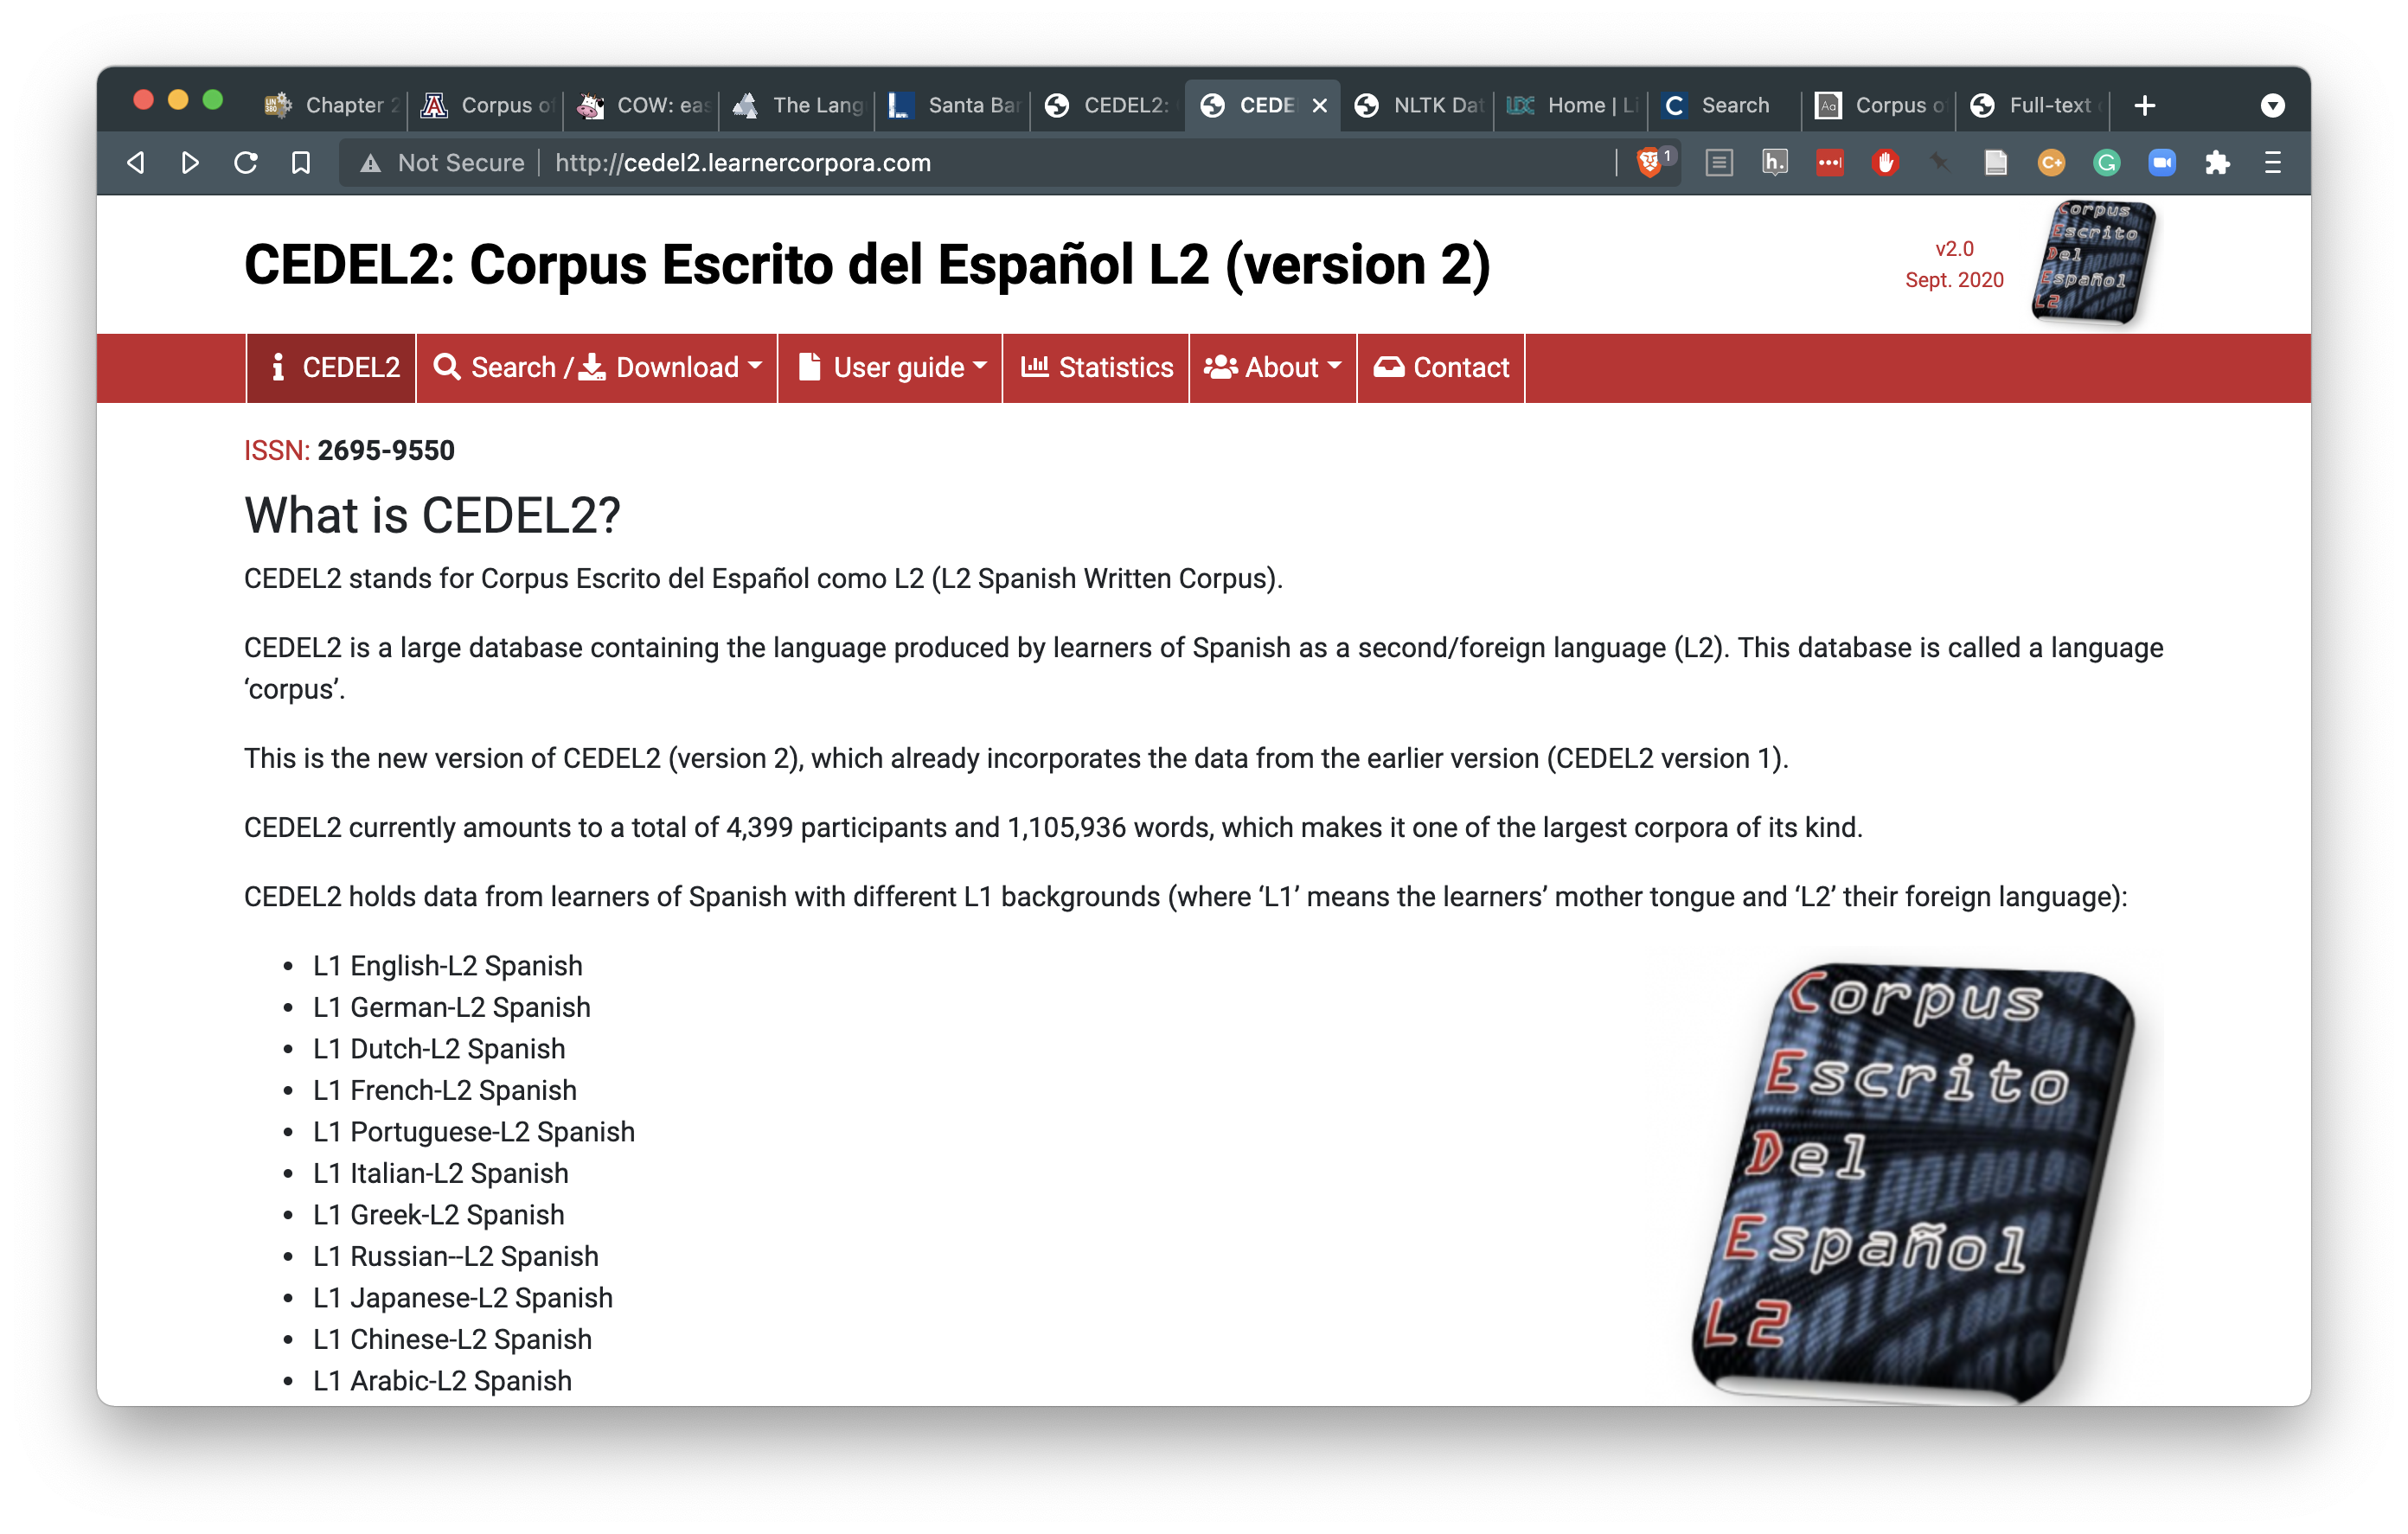 LIN 380 Chapter 2
Corpus of
COW: eas
The Lang
Santa Bar
CEDEL2:
CEDE
NLTK Dat
LDC Home | Li
C Search
Aa Corpus o
Full-text
Not Secure http://cedel2.learnercorpora.com
1
h.
C+
G
CEDEL2: Corpus Escrito del Español L2 (version 2)
v2.0
Sept. 2020
Corpus
Escrito
Del
Español
L2
CEDEL2 Search / Download User guide Statistics About Contact
ISSN: 2695-9550
What is CEDEL2?
CEDEL2 stands for Corpus Escrito del Español como L2 (L2 Spanish Written Corpus).
CEDEL2 is a large database containing the language produced by learners of Spanish as a second/foreign language (L2). This database is called a language
‘corpus’.
This is the new version of CEDEL2 (version 2), which already incorporates the data from the earlier version (CEDEL2 version 1).
CEDEL2 currently amounts to a total of 4,399 participants and 1,105,936 words, which makes it one of the largest corpora of its kind.
CEDEL2 holds data from learners of Spanish with different L1 backgrounds (where ‘L1’ means the learners’ mother tongue and ‘L2’ their foreign language):
• L1 English-L2 Spanish
• L1 German-L2 Spanish
• L1 Dutch-L2 Spanish
• L1 French-L2 Spanish
• L1 Portuguese-L2 Spanish
• L1 Italian-L2 Spanish
• L1 Greek-L2 Spanish
• L1 Russian--L2 Spanish
• L1 Japanese-L2 Spanish
• L1 Chinese-L2 Spanish
• L1 Arabic-L2 Spanish
Corpus
Escrito
Del
Español
L2